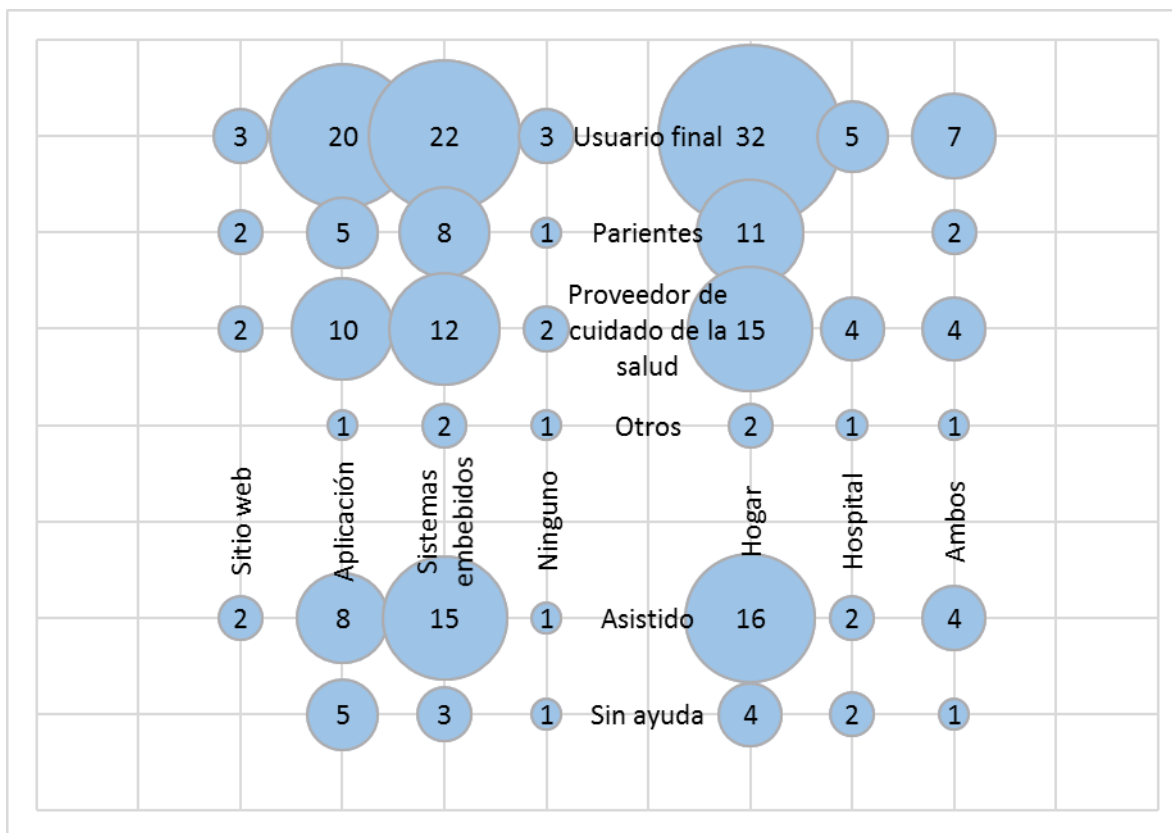 3 20 22 3 Usuario final 32 5 7
2 5 8 1 Parientes 11 2
Proveedor de
2 10 12 2 cuidado de la 15 4 4
salud
1 2 1 Otros 2 1 1
Sitio web
Aplicación
Sistemas
embebidos
Ninguno
Hogar
Hospital
Ambos
2 8 15 1 Asistido 16 2 4
5 3 1 Sin ayuda 4 2 1